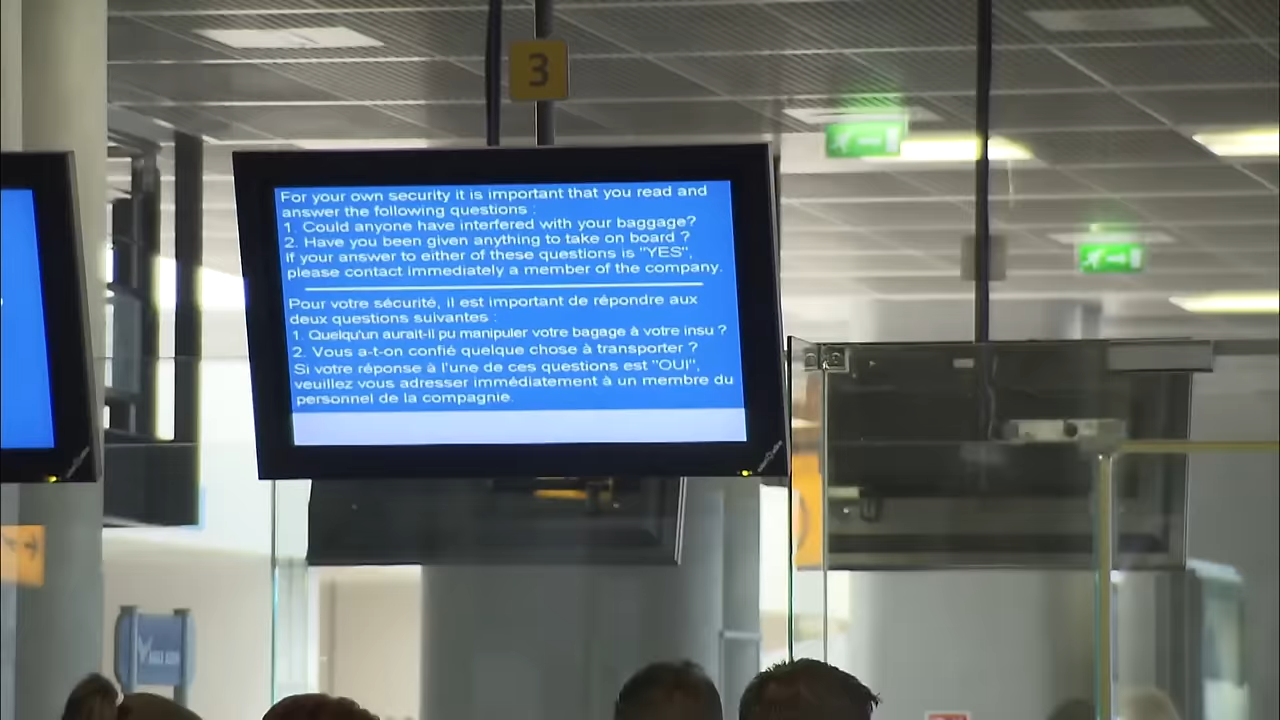 3
For your own security it is important that you read and
answer the following questions :
1. Could anyone have interfered with your baggage?
2. Have you been given anything to take on board ?
If your answer to either of these questions is "YES",
please contact immediately a member of the company.
Pour votre sécurité, il est important de répondre aux
deux questions suivantes :
1. Quelqu'un aurait-il pu manipuler votre bagage à votre insu ?
2. Vous a-t-on confié quelque chose à transporter ?
Si votre réponse à l'une de ces questions est "OUI",
veuillez vous adresser immédiatement à un membre du
personnel de la compagnie.